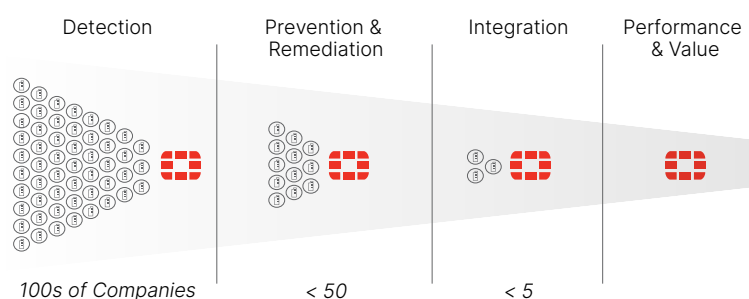 Detection
Prevention &
Remediation
Integration
Performance
& Value
100s of Companies
< 50
< 5